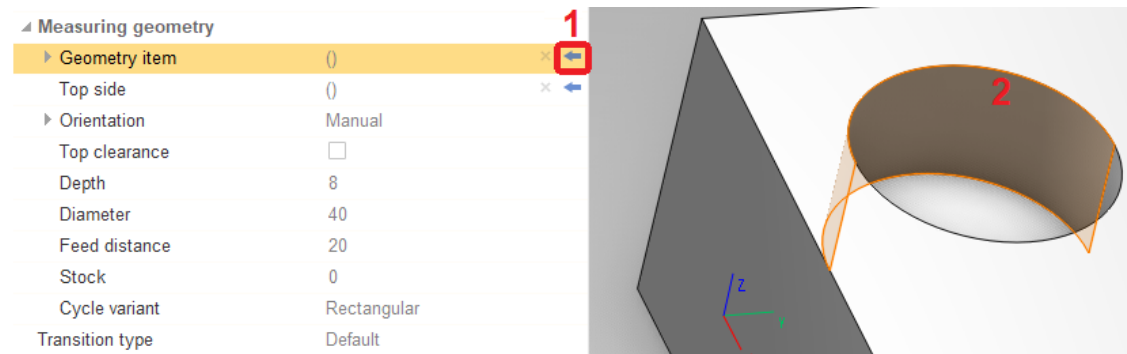 Measuring geometry
1
Geometry item ()
Top side ()
Orientation Manual
Top clearance
Depth 8
Diameter 40
Feed distance 20
Stock 0
Cycle variant Rectangular
Transition type Default
2
Z
Y